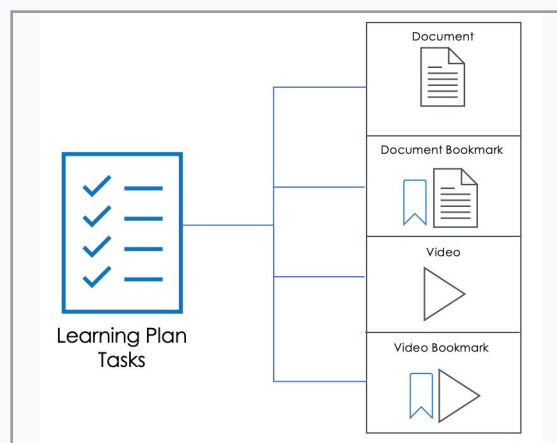 Document
Document Bookmark
Video
Video Bookmark
Learning Plan
Tasks